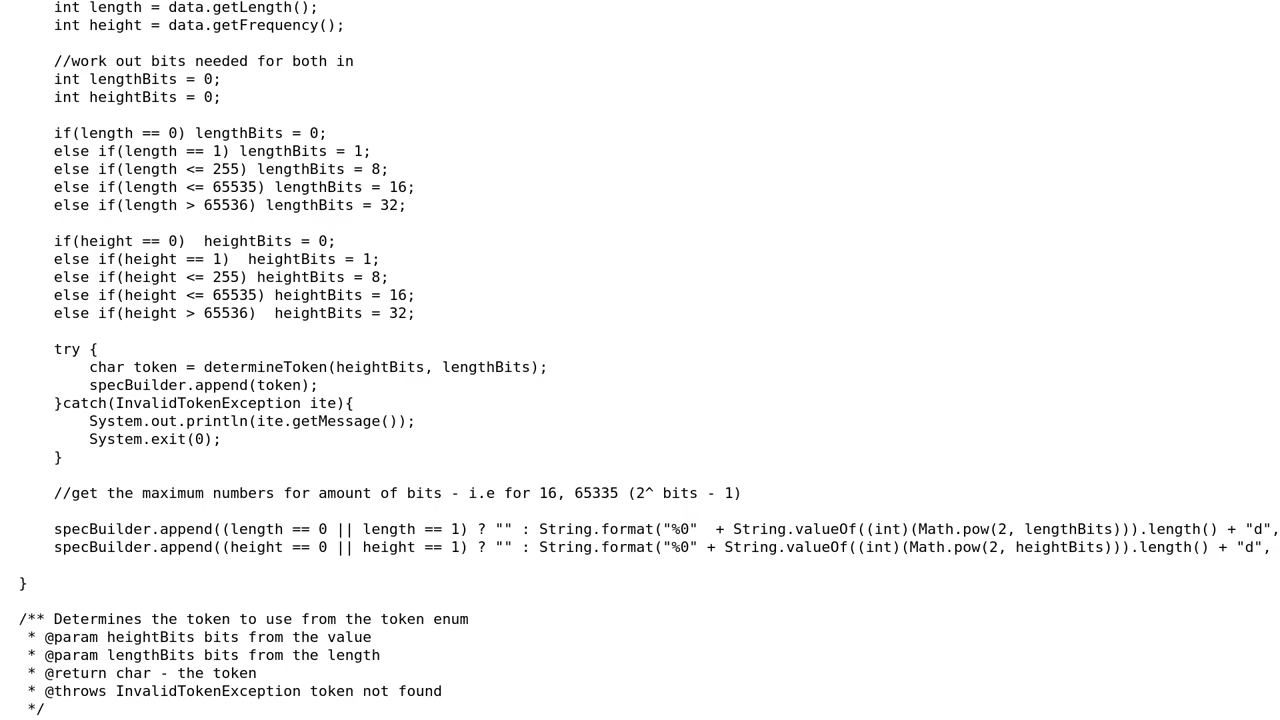 int length = data.getLength();
int height = data.getFrequency();
//work out bits needed for both in
int lengthBits = 0;
int heightBits = 0;
if(length == 0) lengthBits = 0;
else if(length == 1) lengthBits = 1;
else if(length <= 255) lengthBits = 8;
else if(length <= 65535) lengthBits = 16;
else if(length > 65536) lengthBits = 32;
if(height == 0)  heightBits = 0;
else if(height == 1)  heightBits = 1;
else if(height <= 255) heightBits = 8;
else if(height <= 65535) heightBits = 16;
else if(height > 65536)  heightBits = 32;
try {
char token = determineToken(heightBits, lengthBits);
specBuilder.append(token);
}catch(InvalidTokenException ite){
System.out.println(ite.getMessage());
System.exit(0);
}
//get the maximum numbers for amount of bits - i.e for 16, 65335 (2^ bits - 1)
specBuilder.append((length == 0 || length == 1) ? "" : String.format("%0"  + String.valueOf((int)(Math.pow(2, lengthBits))).length() + "d",
specBuilder.append((height == 0 || height == 1) ? "" : String.format("%0" + String.valueOf((int)(Math.pow(2, heightBits))).length() + "d",
}
/** Determines the token to use from the token enum
* @param heightBits bits from the value
* @param lengthBits bits from the length
* @return char - the token
* @throws InvalidTokenException token not found
*/